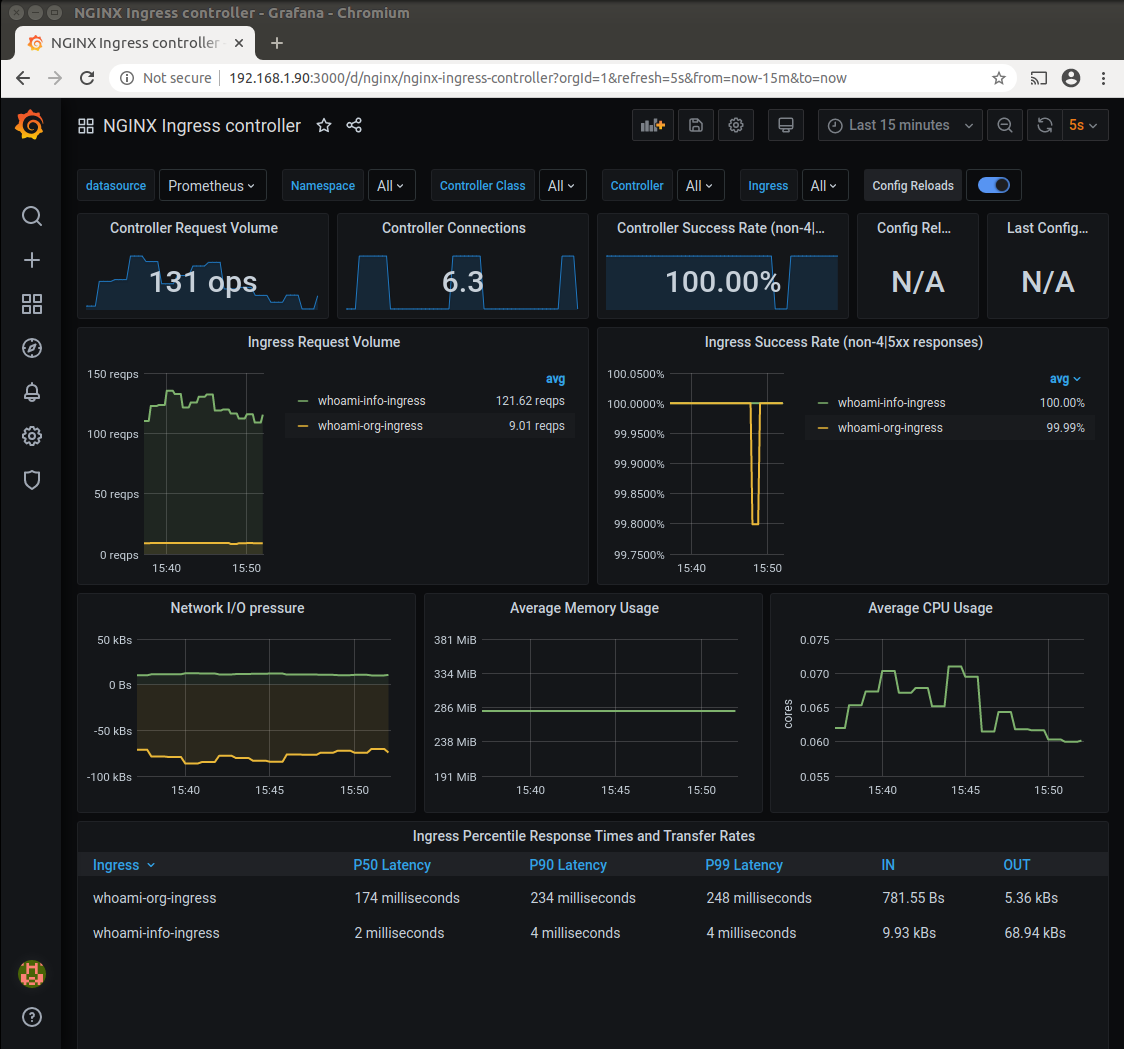 NGINX Ingress controller - Grafana - Chromium
NGINX Ingress controller
Not secure 192.168.1.90:3000/d/nginx/nginx-ingress-controller?orgId=1&refresh=5s&from=now-15m&to=now
NGINX Ingress controller Last 15 minutes 5s
datasource Prometheus Namespace All Controller Class All Controller All Ingress All Config Reloads
Controller Request Volume Controller Connections Controller Success Rate (non-4|... Config Rel... Last Config...
131 ops 6.3 100.00% N/A N/A
Ingress Request Volume
150 reqps
100 reqps
50 reqps
0 reqps
15:40 15:50
avg
whoami-info-ingress 121.62 reqps
whoami-org-ingress 9.01 reqps
Ingress Success Rate (non-4|5xx responses)
100.0500%
100.0000%
99.9500%
99.9000%
99.8500%
99.8000%
99.7500%
15:40 15:50
avg
whoami-info-ingress 100.00%
whoami-org-ingress 99.99%
Network I/O pressure
50 kBs
0 Bs
-50 kBs
-100 kBs
15:40 15:45 15:50
Average Memory Usage
381 MiB
334 MiB
286 MiB
238 MiB
191 MiB
15:40 15:45 15:50
Average CPU Usage
cores
0.075
0.070
0.065
0.060
0.055
15:40 15:45 15:50
Ingress Percentile Response Times and Transfer Rates
Ingress P50 Latency P90 Latency P99 Latency IN OUT
whoami-org-ingress 174 milliseconds 234 milliseconds 248 milliseconds 781.55 Bs 5.36 kBs
whoami-info-ingress 2 milliseconds 4 milliseconds 4 milliseconds 9.93 kBs 68.94 kBs